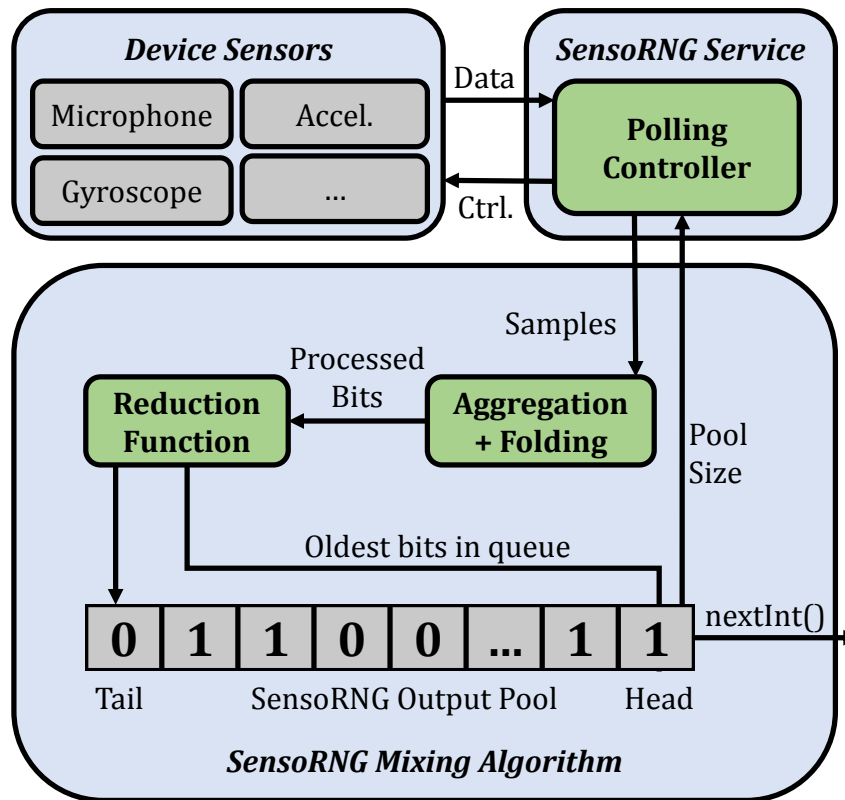 Device Sensors
Microphone
Accel.
Gyroscope
...
Data
Ctrl.
SensoRNG Service
Polling
Controller
Samples
Processed
Bits
Reduction
Function
Aggregation
+ Folding
Pool
Size
Oldest bits in queue
0 1 1 0 0 ... 1 1
nextInt()
Tail
SensoRNG Output Pool
Head
SensoRNG Mixing Algorithm